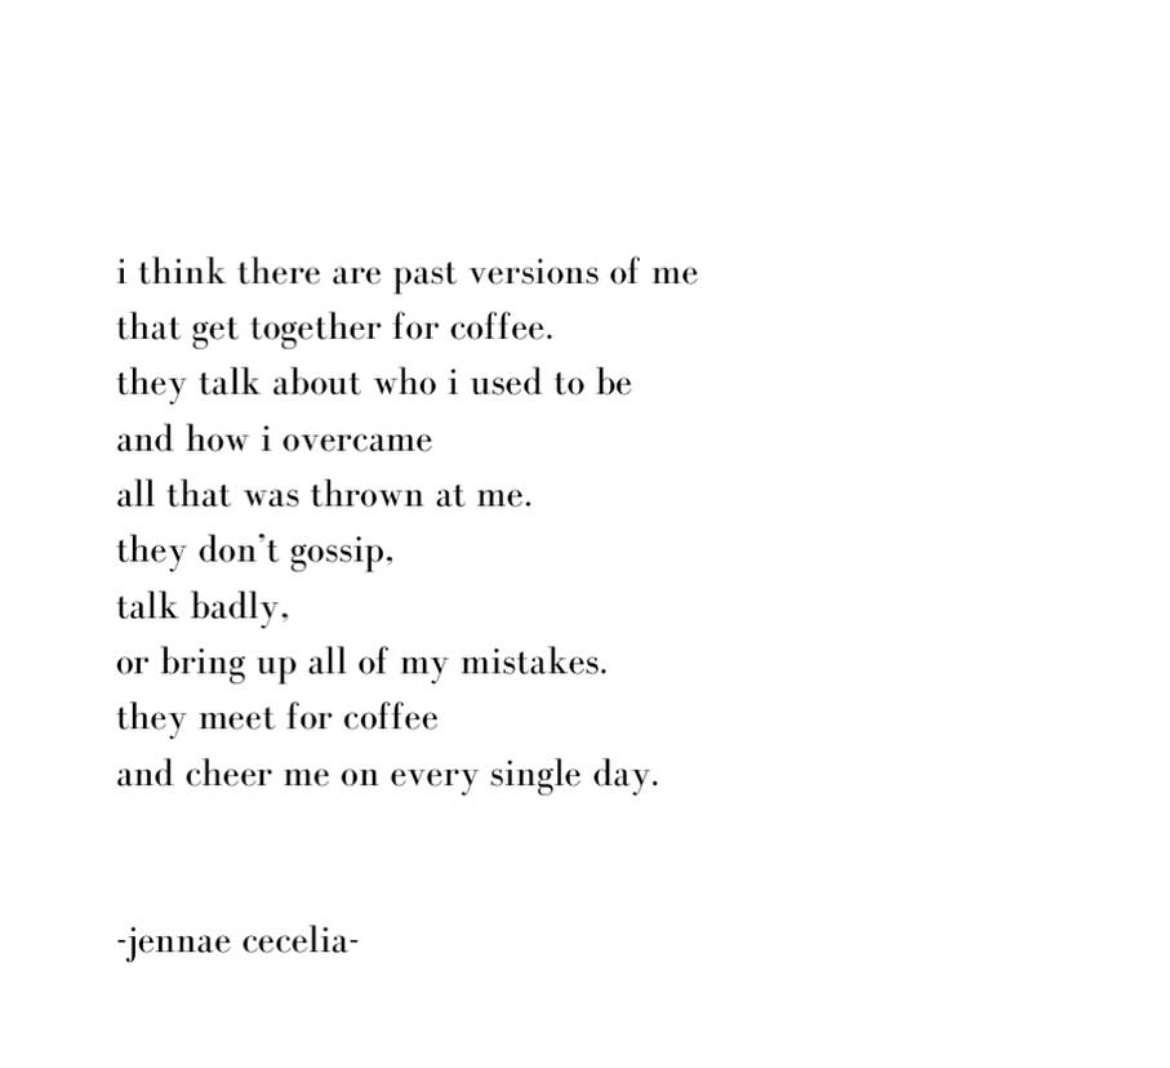 i think there are past versions of me
that get together for coffee.
they talk about who i used to be
and how i overcame
all that was thrown at me.
they don't gossip,
talk badly,
or bring up all of my mistakes.
they meet for coffee
and cheer me on every single day.
-jennae cecelia-